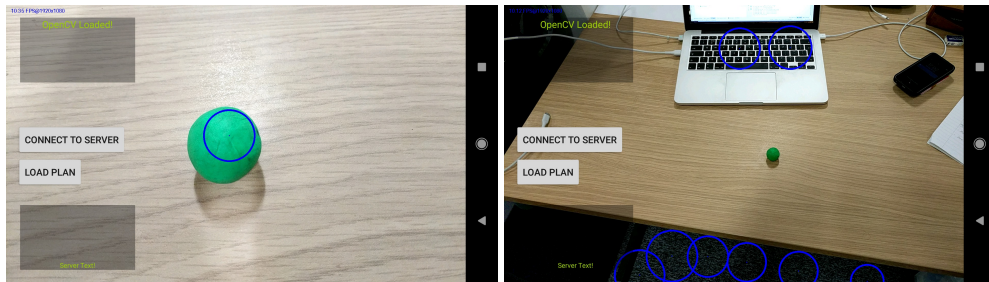 10.35 FPS@1920x1080
OpenCV Loaded!
CONNECT TO SERVER
LOAD PLAN
Server Text!
OpenCV Loaded!
CONNECT TO SERVER
LOAD PLAN
Server Text!